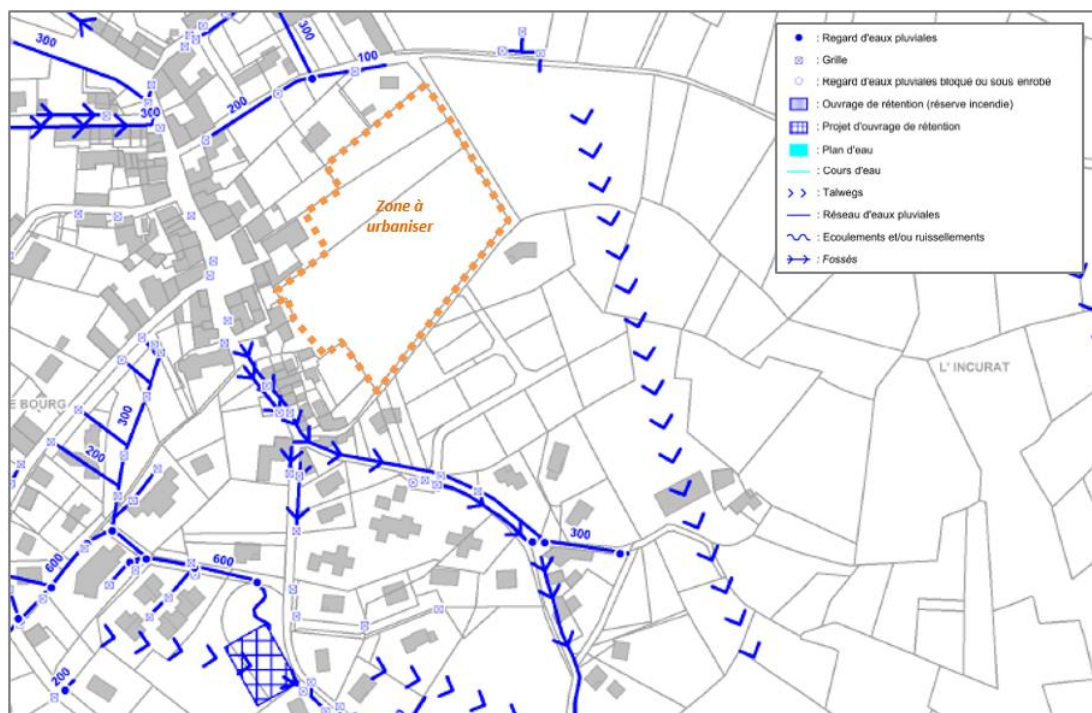 300
300
100
200
300
Zone à
urbaniser
: Regard d'eaux pluviales
: Grille
: Regard d'eaux pluviales bloque ou sous enrobe
: Ouvrage de rétention (réserve incendie)
: Projet d'ouvrage de rétention
: Plan d'eau
: Cours d'eau
: Talwegs
: Réseau d'eaux pluviales
: Ecoulements et/ou ruissellements
: Fossés
L' INCURAT
E BOURG
300
200
300
600
600
200